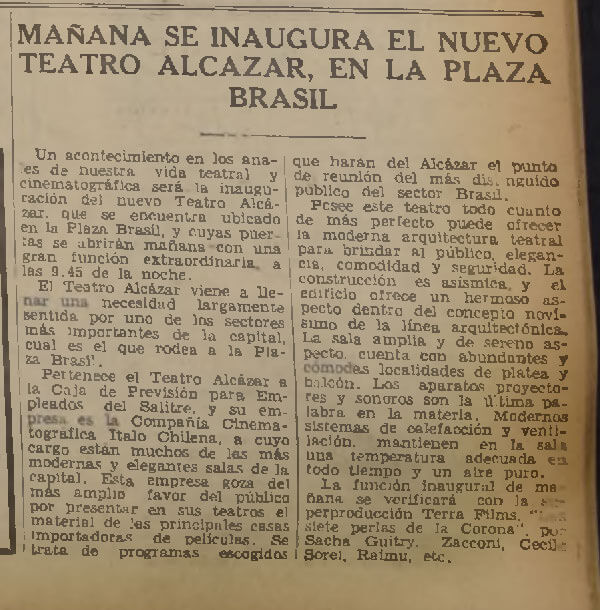 MAÑANA SE INAUGURA EL NUEVO
TEATRO ALCAZAR, EN LA PLAZA
BRASIL
Un acontecimiento en los ana-
es de nuestra vida teatral y
cinematográfica será la inaugu-
ración del nuevo Teatro Alcá-
zar, que se encuentra ubicado
en la Plaza Brasil, y cuyas puer-
tas se abrirán mañana con una
gran función extraordinaria, a
las 9.45 de la noche.
El Teatro Alcázar viene a lle-
nar una necesidad largamente
sentida por uno de los sectores
más importantes de la capital,
cual es el que rodea a la Pla-
za Brasil.
Pertenece el Teatro Alcázar a
la Caja de Previsión para Em-
pleados del Salitre, y su em-
presa es la Compañía Cinema-
tográfica Italo Chilena, a cuyo
cargo están muchos de las más
modernas y elegantes salas de la
capital. Esta empresa goza del
más amplio favor del público
por presentar en sus teatros el
material de las principales casas
importadoras de películas. Se
trata de programas escogidos
que harán del Alcázar el punto
de reunión del más dis.nguido
público del sector Brasil.
Posee este teatro todo cuanto
de más perfecto puede ofrecer
la moderna arquitectura teatral
para brindar al público, elegan-
cia, comodidad y seguridad. La
construcción es asísmica, y el
edificio ofrece un hermoso as-
pecto dentro del concepto noví-
simo de la línea arquitectónica.
La sala amplia y de sereno as-
pecto, cuenta con abundantes y
cómodas localidades de platea y
balcón. Los aparatos proyecto-
res y sonoros son la última pa-
labra en la materia. Modernos
sistemas de calefacción y venti-
lación, mantienen en la sala
una temperatura adecuada en
todo tiempo y un aire puro.
La función inaugural de ma-
ñana se verificará con la su-
perproducción Terra Films, "Las
siete perlas de la Corona", por
Sacha Guitry, Zacconi, Cecile
Sorel, Raimu, etc.